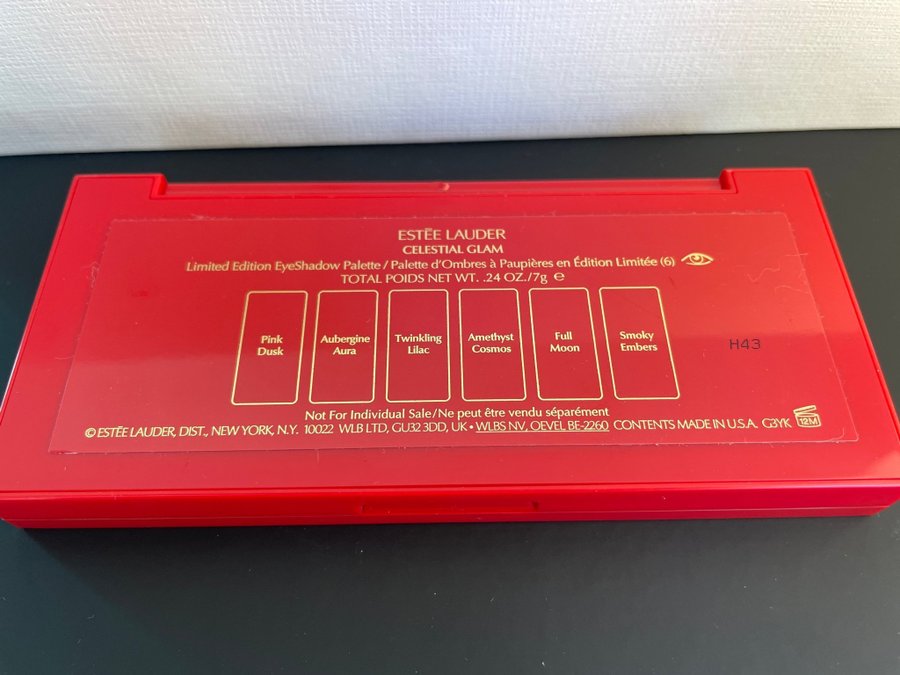 ESTĒE LAUDER
CELESTIAL GLAM
Limited Edition EyeShadow Palette / Palette d'Ombres à Paupières en Édition Limitée (6)
TOTAL POIDS NET WT. .24 OZ./7g ℮
Pink
Dusk
Aubergine
Aura
Twinkling
Lilac
Amethyst
Cosmos
Full
Moon
Smoky
Embers
H43
Not For Individual Sale/Ne peut être vendu séparément
© ESTĒE LAUDER, DIST., NEW YORK, N.Y. 10022 WLB LTD, GU32 3DD, UK • WLBS NV, OEVEL BE-2260 CONTENTS MADE IN U.S.A. G3YK 12M